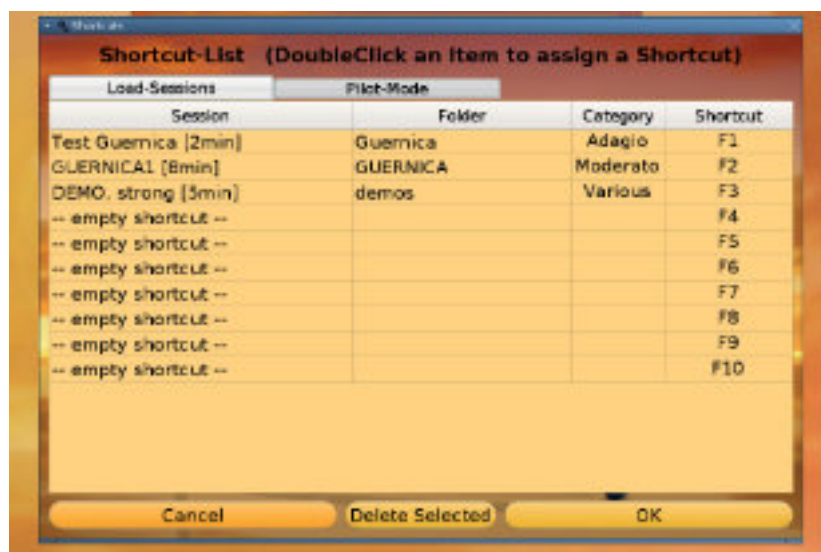 Shortcuts
Shortcut-List (DoubleClick an Item to assign a Shortcut)
Load-Sessions Pilot-Mode
Session Folder Category Shortcut
Test Guernica [2min] Guernica Adagio F1
GUERNICA1 [8min] GUERNICA Moderato F2
DEMO. strong [5min] demos Various F3
-- empty shortcut -- F4
-- empty shortcut -- F5
-- empty shortcut -- F6
-- empty shortcut -- F7
-- empty shortcut -- F8
-- empty shortcut -- F9
-- empty shortcut -- F10
Cancel Delete Selected OK